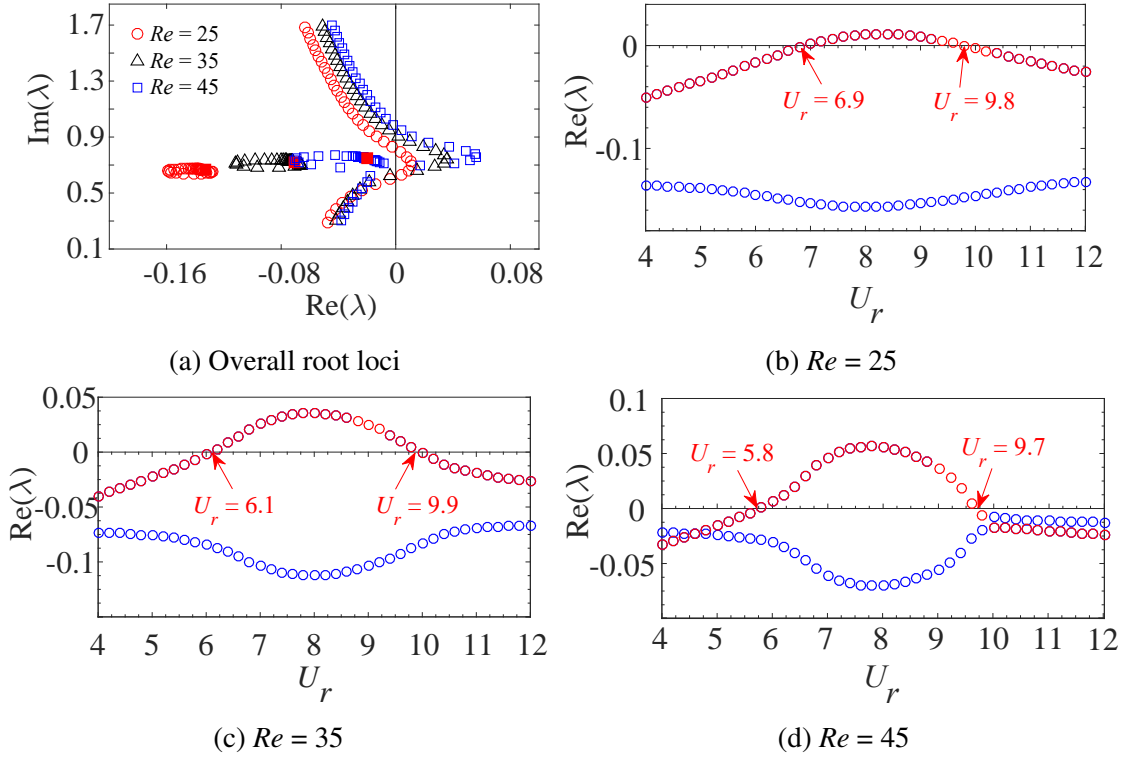 1.7
1.3
0.9
0.5
0.1
Im(λ)
Re = 25
Re = 35
Re = 45
-0.16
-0.08
0
0.08
Re(λ)
(a) Overall root loci
0
-0.1
Re(λ)
U_r = 6.9
U_r = 9.8
4 5 6 7 8 9 10 11 12
U_r
(b) Re = 25
0.05
0
-0.05
-0.1
Re(λ)
U_r = 6.1
U_r = 9.9
4 5 6 7 8 9 10 11 12
U_r
(c) Re = 35
0.1
0.05
0
-0.05
Re(λ)
U_r = 5.8
U_r = 9.7
4 5 6 7 8 9 10 11 12
U_r
(d) Re = 45